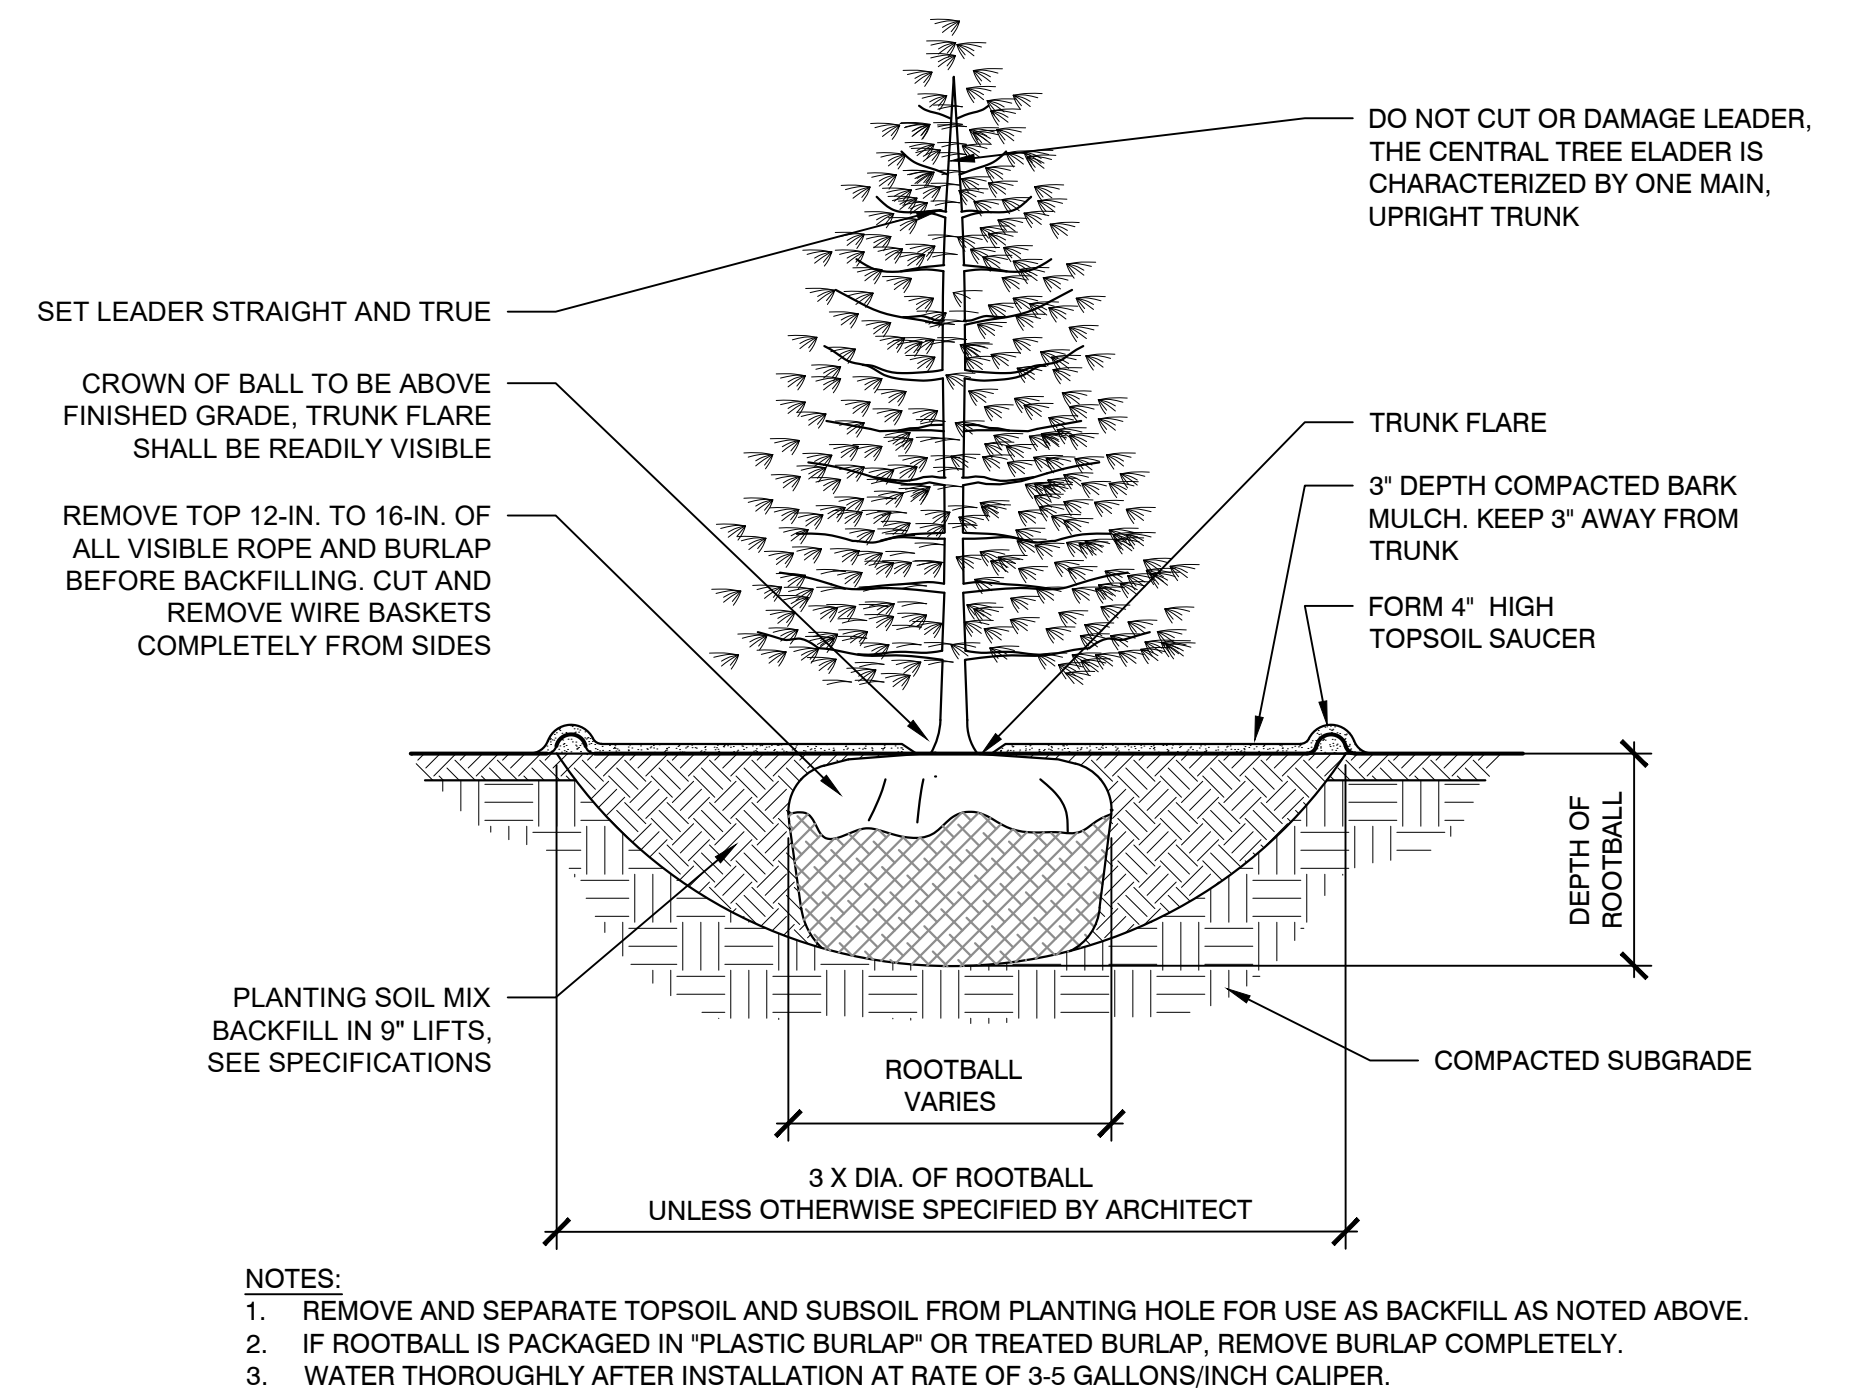 DO NOT CUT OR DAMAGE LEADER,
THE CENTRAL TREE ELADER IS
CHARACTERIZED BY ONE MAIN,
UPRIGHT TRUNK
SET LEADER STRAIGHT AND TRUE
CROWN OF BALL TO BE ABOVE
FINISHED GRADE, TRUNK FLARE
SHALL BE READILY VISIBLE
REMOVE TOP 12-IN. TO 16-IN. OF
ALL VISIBLE ROPE AND BURLAP
BEFORE BACKFILLING. CUT AND
REMOVE WIRE BASKETS
COMPLETELY FROM SIDES
TRUNK FLARE
3" DEPTH COMPACTED BARK
MULCH. KEEP 3" AWAY FROM
TRUNK
FORM 4" HIGH
TOPSOIL SAUCER
DEPTH OF
ROOTBALL
PLANTING SOIL MIX
BACKFILL IN 9" LIFTS,
SEE SPECIFICATIONS
COMPACTED SUBGRADE
ROOTBALL
VARIES
3 X DIA. OF ROOTBALL
UNLESS OTHERWISE SPECIFIED BY ARCHITECT
NOTES:
1. REMOVE AND SEPARATE TOPSOIL AND SUBSOIL FROM PLANTING HOLE FOR USE AS BACKFILL AS NOTED ABOVE.
2. IF ROOTBALL IS PACKAGED IN "PLASTIC BURLAP" OR TREATED BURLAP, REMOVE BURLAP COMPLETELY.
3. WATER THOROUGHLY AFTER INSTALLATION AT RATE OF 3-5 GALLONS/INCH CALIPER.